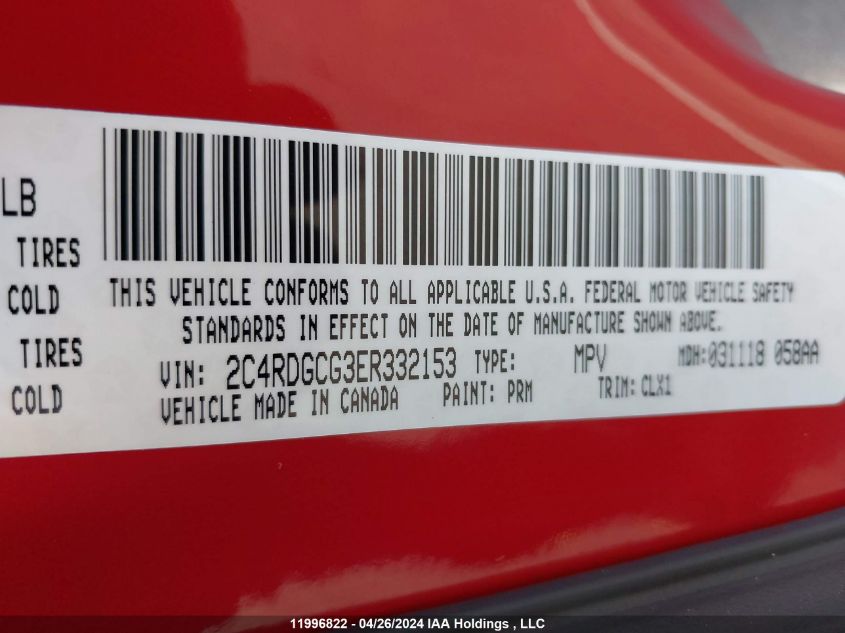 LB
TIRES
COLD
TIRES
COLD
THIS VEHICLE CONFORMS TO ALL APPLICABLE U.S.A. FEDERAL MOTOR VEHICLE SAFETY
STANDARDS IN EFFECT ON THE DATE OF MANUFACTURE SHOWN ABOVE.
VIN: 2C4RDGCG3ER332153 TYPE: MPV MDH:031118 058AA
VEHICLE MADE IN CANADA PAINT: PRM TRIM: CLX1
11996822 - 04/26/2024 IAA Holdings , LLC